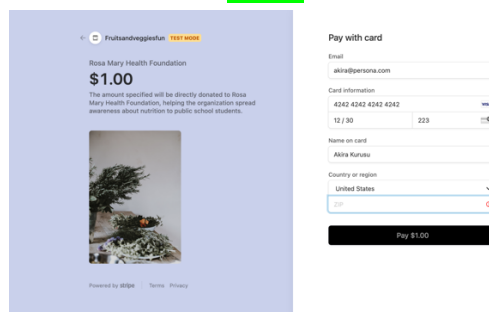 Fruitsandveggiesfun TEST MODE
Rosa Mary Health Foundation
$1.00
The amount specified will be directly donated to Rosa
Mary Health Foundation, helping the organization spread
awareness about nutrition to public school students.
Powered by stripe Terms Privacy
Pay with card
Email
akira@persona.com
Card information
4242 4242 4242 4242
VISA
12 / 30 223
Name on card
Akira Kurusu
Country or region
United States
ZIP
Pay $1.00